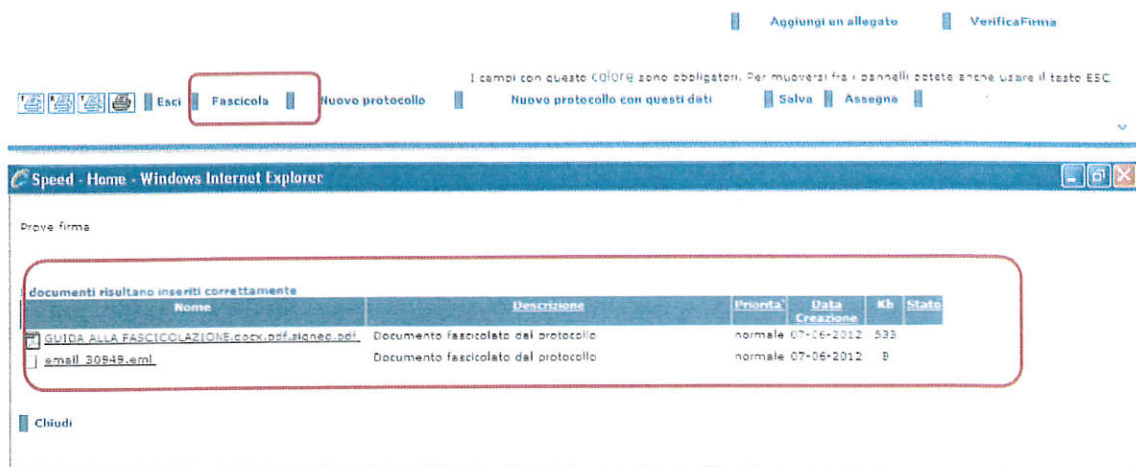 Aggiungi un allegato VerificaFirma
I campi con questo colore sono obbligatori. Per muoversi fra i pannelli potete anche usare il tasto ESC
Esci Fascicola Nuovo protocollo Nuovo protocollo con questi dati Salva Assegna
Speed - Home - Windows Internet Explorer
Prove firma
I documenti risultano inseriti correttamente
Nome Descrizione Priorita' Data Creazione Kb Stato
GUIDA ALLA FASCICOLAZIONE.docx.pdf.signed.pdf Documento fascicolato dal protocollo normale 07-06-2012 533
email_30949.eml Documento fascicolato dal protocollo normale 07-06-2012
Chiudi